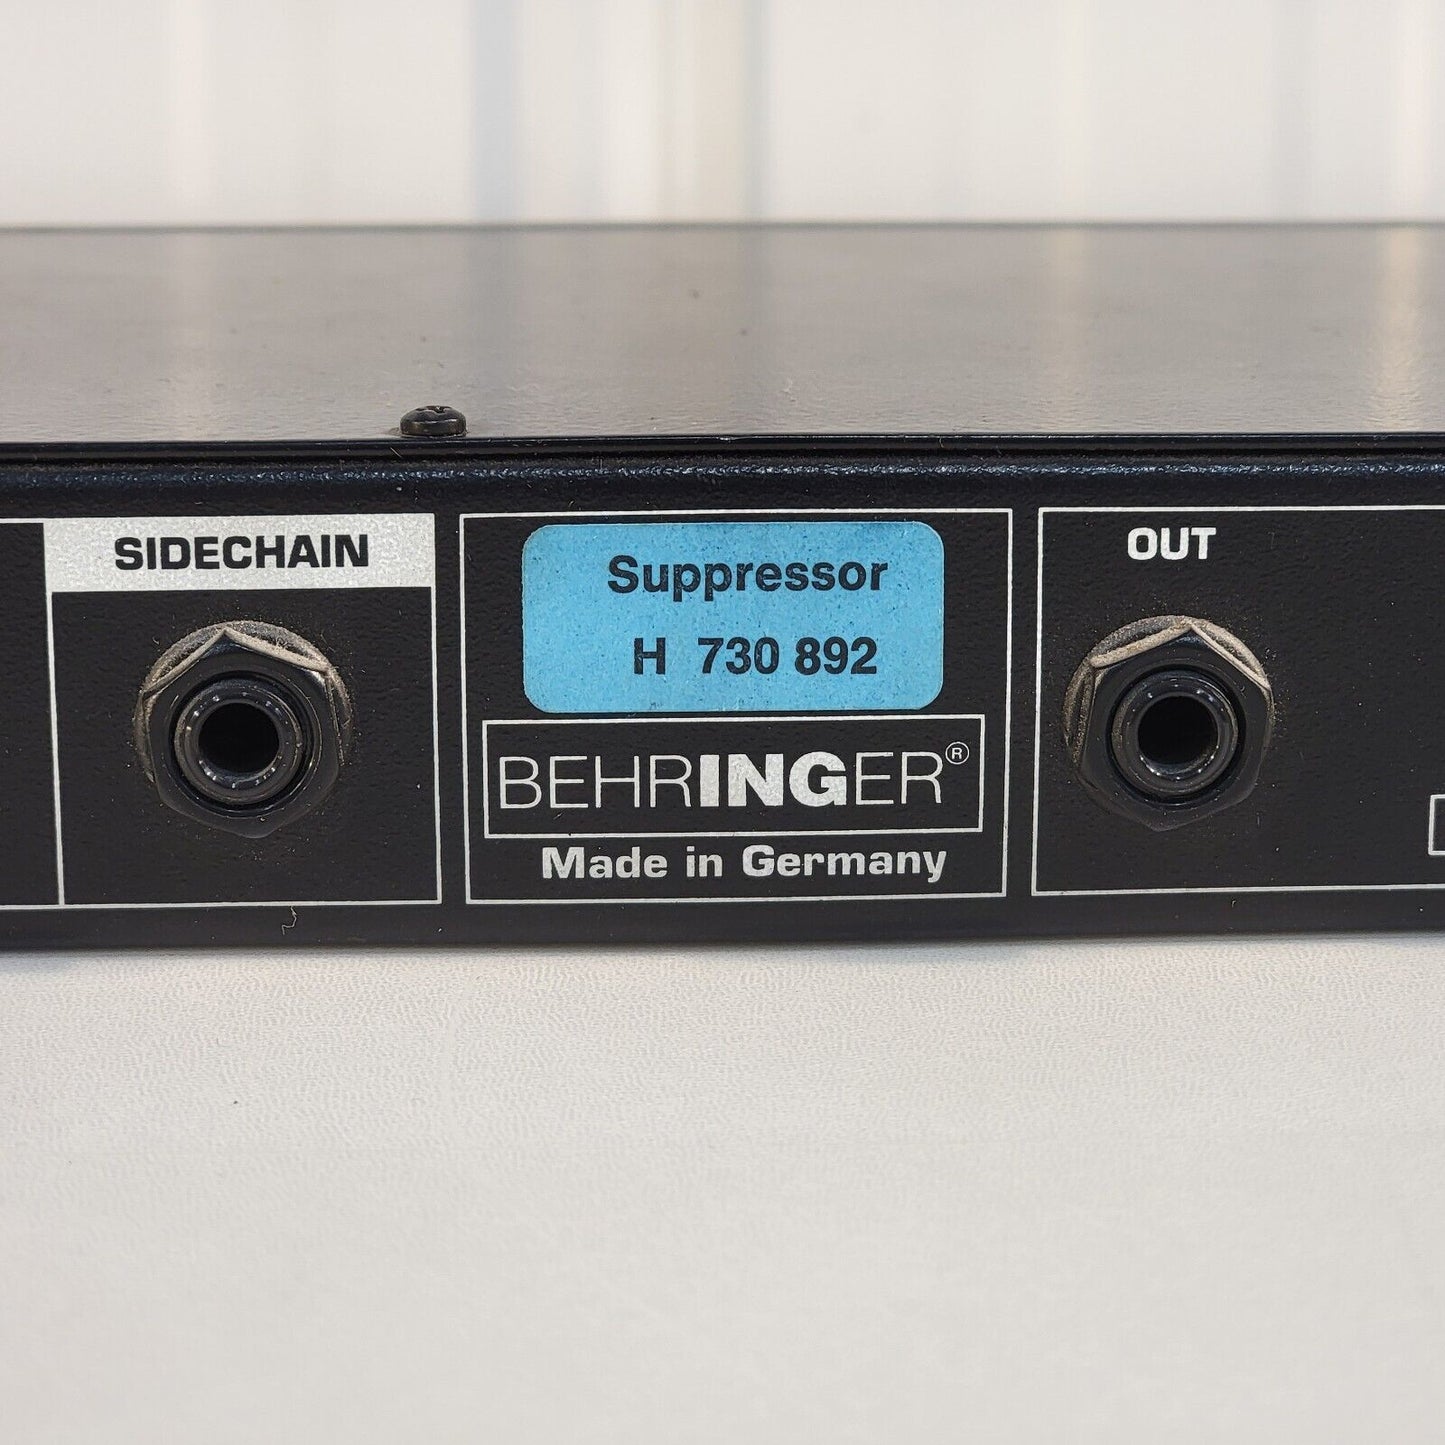 SIDECHAIN
Suppressor
H 730 892
BEHRINGER®
Made in Germany
OUT